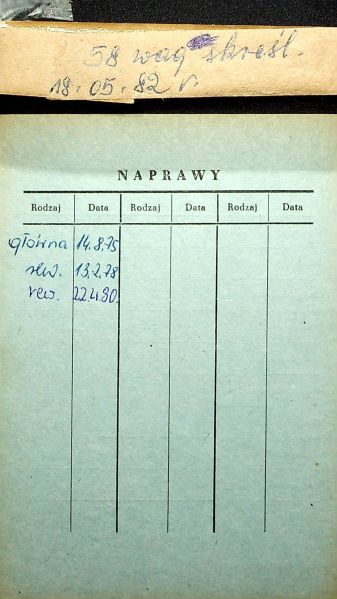 58 wag skreśl.
18.05.82 r
NAPRAWY
Rodzaj Data Rodzaj Data Rodzaj Data
główna 14.8.75
rew. 13.2.78
rew. 22.4.80.